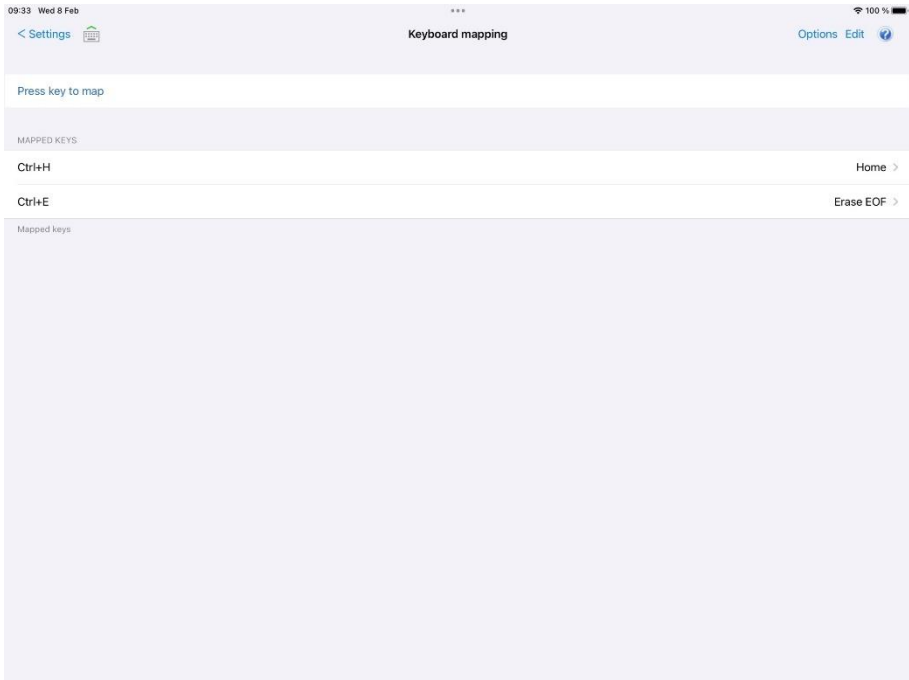 09:33 Wed 8 Feb 100 %
< Settings Keyboard mapping Options Edit ?
Press key to map
MAPPED KEYS
Ctrl+H Home >
Ctrl+E Erase EOF >
Mapped keys